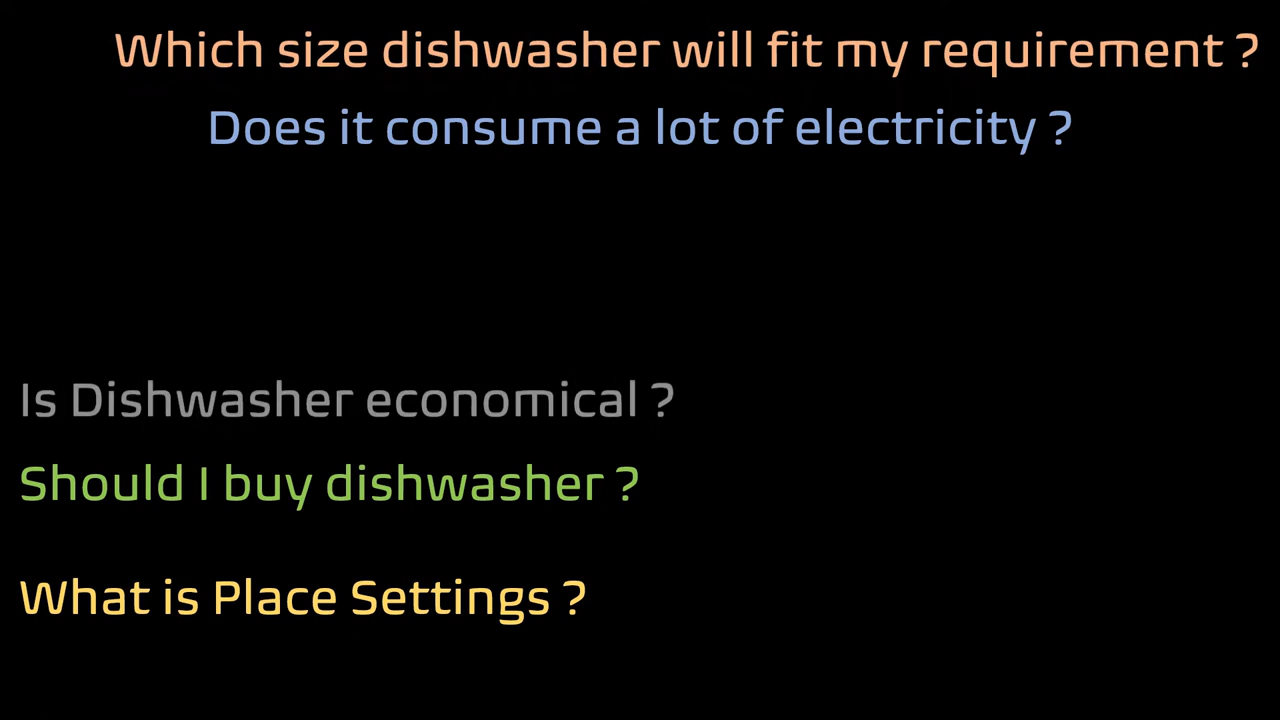 Which size dishwasher will fit my requirement ?
Does it consume a lot of electricity ?
Is Dishwasher economical ?
Should I buy dishwasher ?
What is Place Settings ?